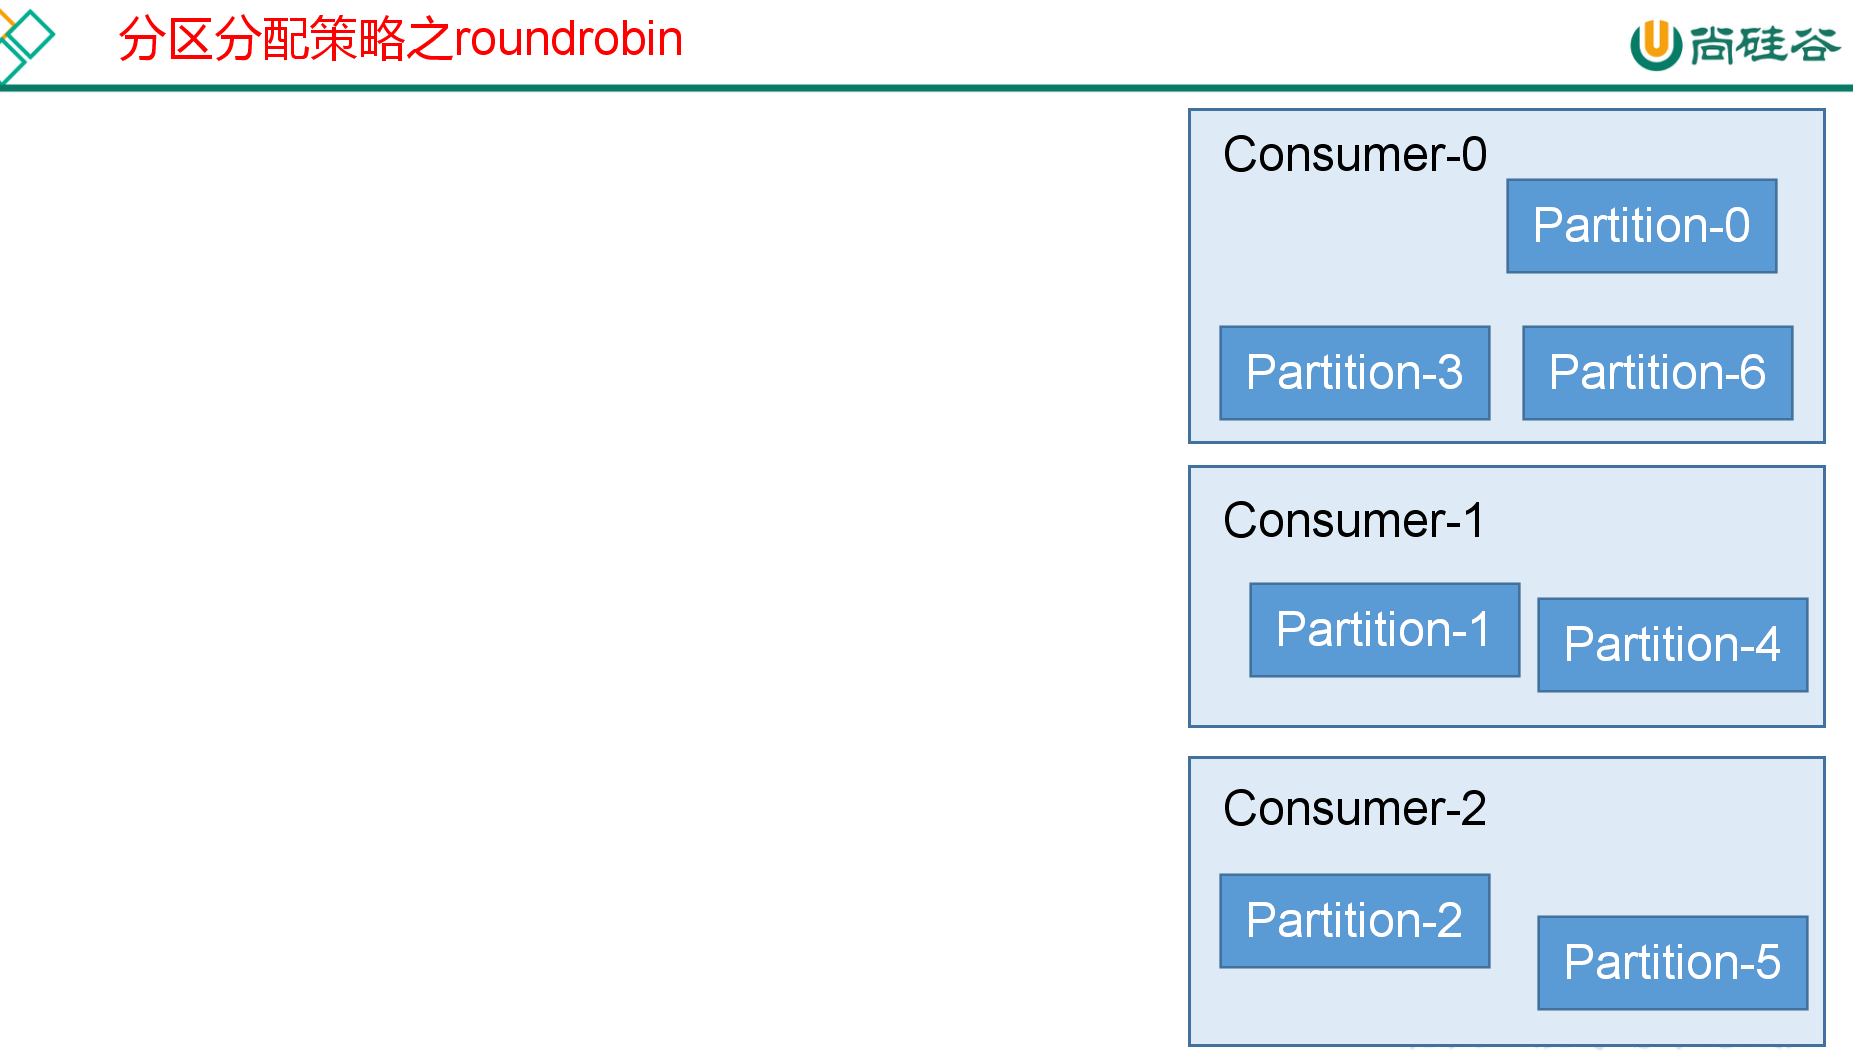 分区分配策略之roundrobin
尚硅谷
Consumer-0
Partition-0
Partition-3
Partition-6
Consumer-1
Partition-1
Partition-4
Consumer-2
Partition-2
Partition-5